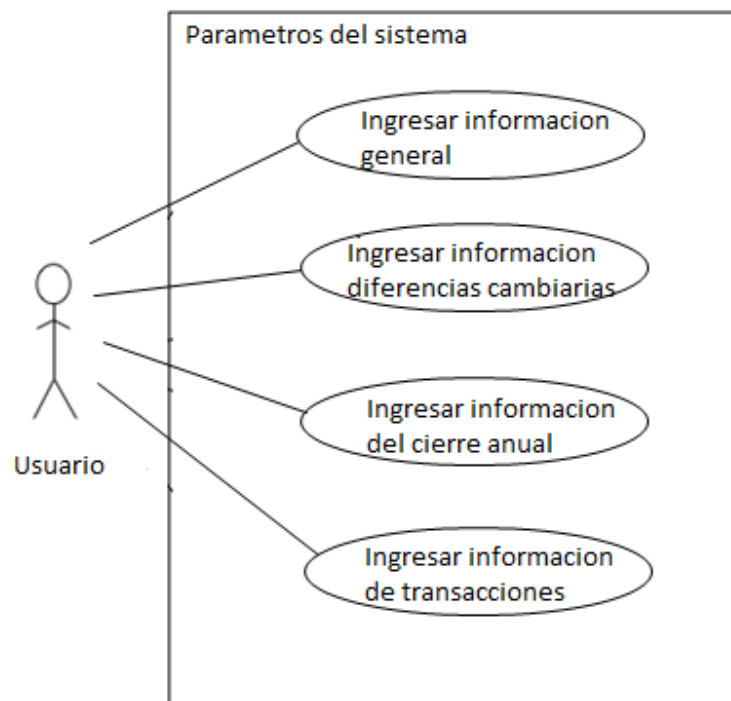 Parametros del sistema
Ingresar informacion
general
Ingresar informacion
diferencias cambiarias
Ingresar informacion
del cierre anual
Usuario
Ingresar informacion
de transacciones